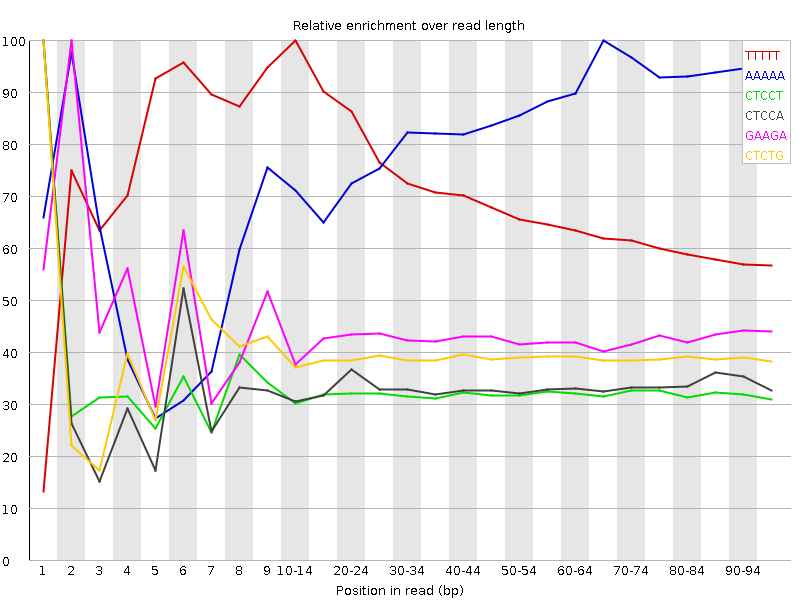 Relative enrichment over read length
100
90
80
70
60
50
40
30
20
10
0
TTTTT
AAAAA
CTCCT
CTCCA
GAAGA
CTCTG
1 2 3 4 5 6 7 8 9 10-14 20-24 30-34 40-44 50-54 60-64 70-74 80-84 90-94
Position in read (bp)